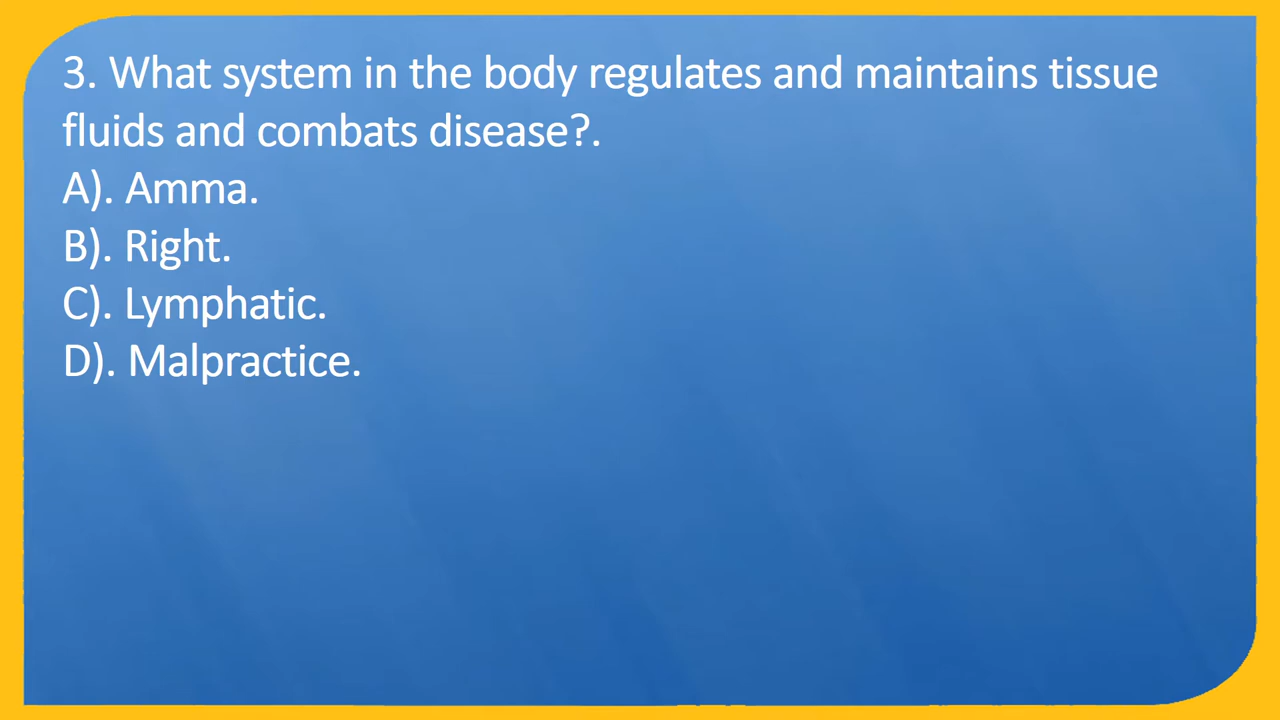 3. What system in the body regulates and maintains tissue
fluids and combats disease?.
A). Amma.
B). Right.
C). Lymphatic.
D). Malpractice.